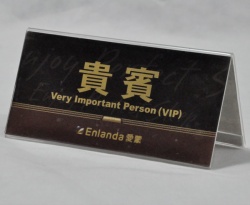 貴賓
Very Important Person (VIP)
Enlanda